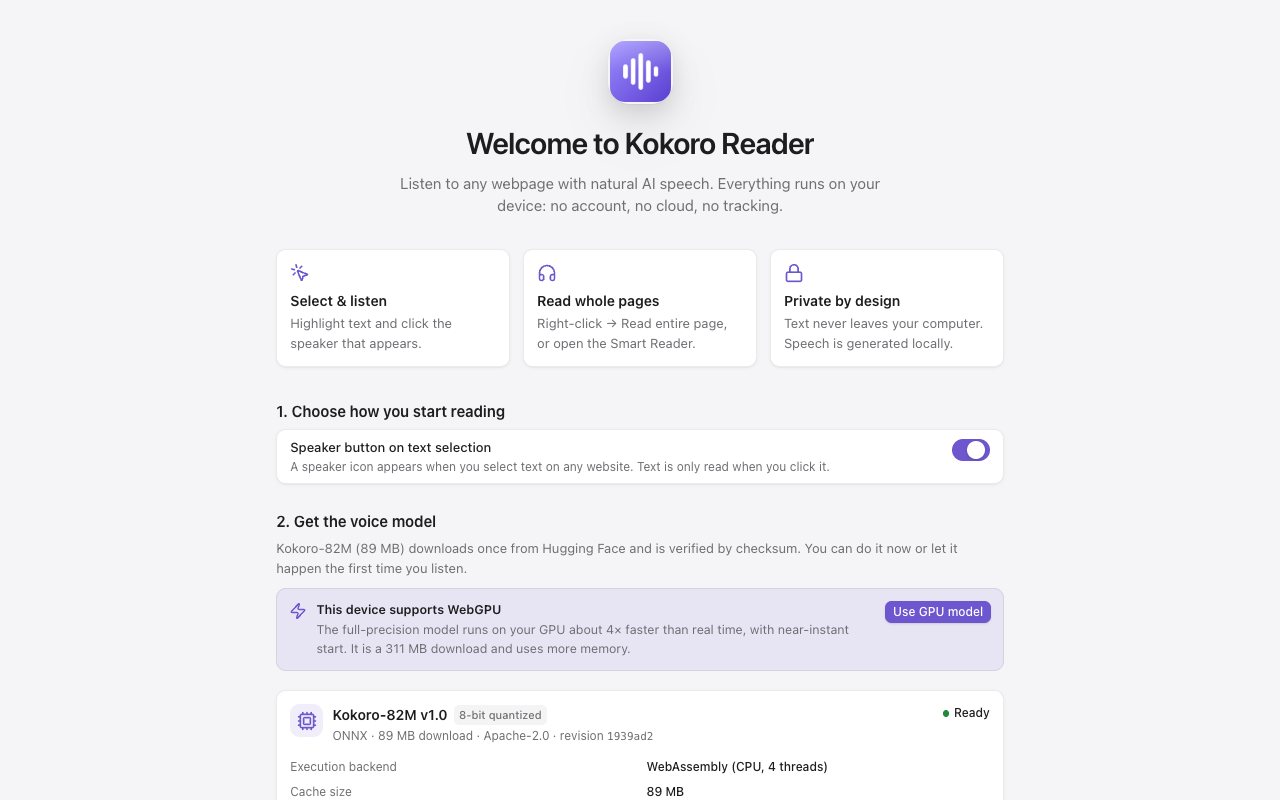 Welcome to Kokoro Reader
Listen to any webpage with natural AI speech. Everything runs on your
device: no account, no cloud, no tracking.
Select & listen
Highlight text and click the
speaker that appears.
Read whole pages
Right-click → Read entire page,
or open the Smart Reader.
Private by design
Text never leaves your computer.
Speech is generated locally.
1. Choose how you start reading
Speaker button on text selection
A speaker icon appears when you select text on any website. Text is only read when you click it.
2. Get the voice model
Kokoro-82M (89 MB) downloads once from Hugging Face and is verified by checksum. You can do it now or let it
happen the first time you listen.
This device supports WebGPU
Use GPU model
The full-precision model runs on your GPU about 4× faster than real time, with near-instant
start. It is a 311 MB download and uses more memory.
Kokoro-82M v1.0 8-bit quantized
Ready
ONNX · 89 MB download · Apache-2.0 · revision 1939ad2
Execution backend WebAssembly (CPU, 4 threads)
Cache size 89 MB